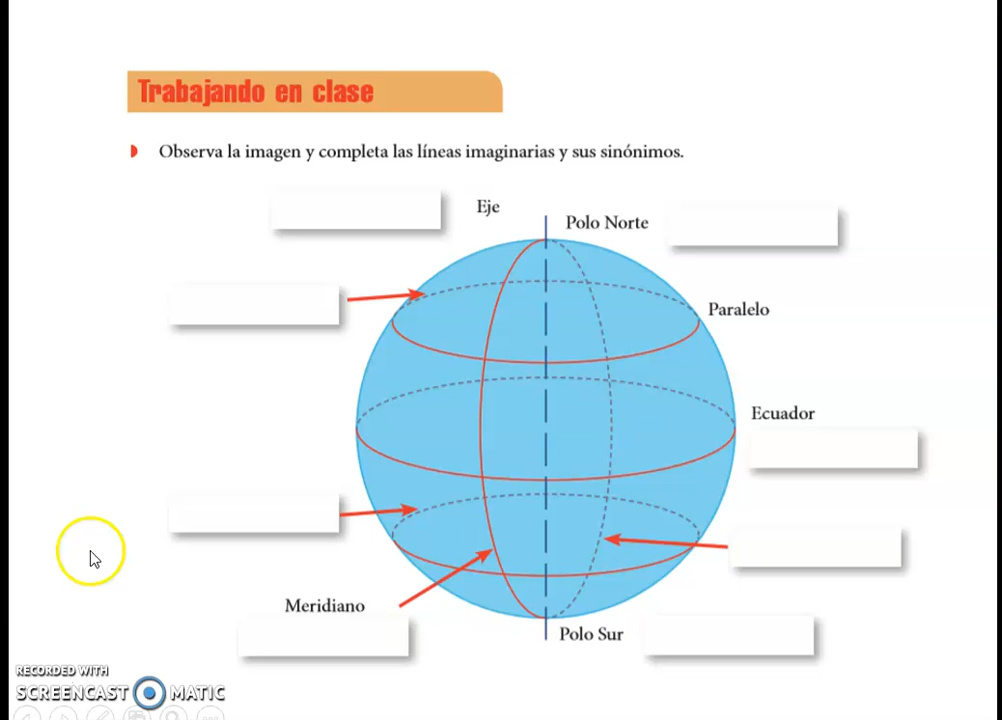 Trabajando en clase
Observa la imagen y completa las líneas imaginarias y sus sinónimos.
Eje
Polo Norte
Paralelo
Ecuador
Meridiano
Polo Sur
RECORDED WITH
SCREENCAST MATIC